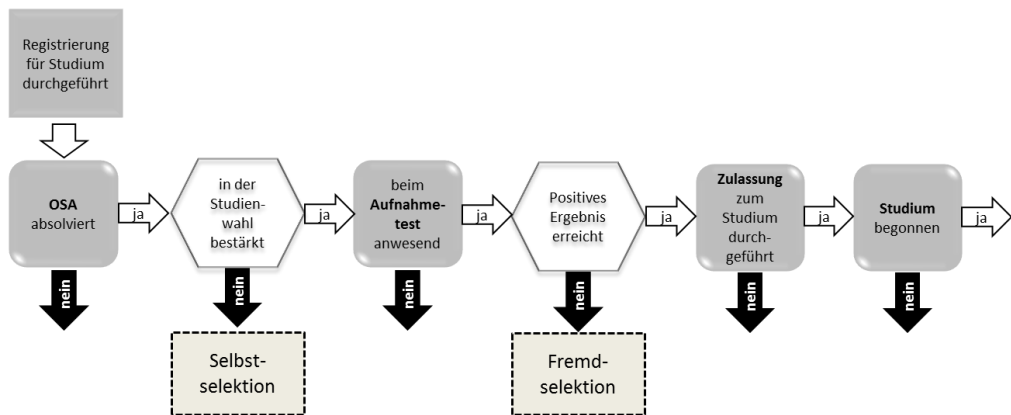 Registrierung
für Studium
durchgeführt
OSA
absolviert
ja
in der
Studien-
wahl
bestärkt
ja
beim
Aufnahme-
test
anwesend
ja
Positives
Ergebnis
erreicht
ja
Zulassung
zum
Studium
durch-
geführt
ja
Studium
begonnen
ja
nein
nein
nein
nein
nein
nein
Selbst-
selektion
Fremd-
selektion